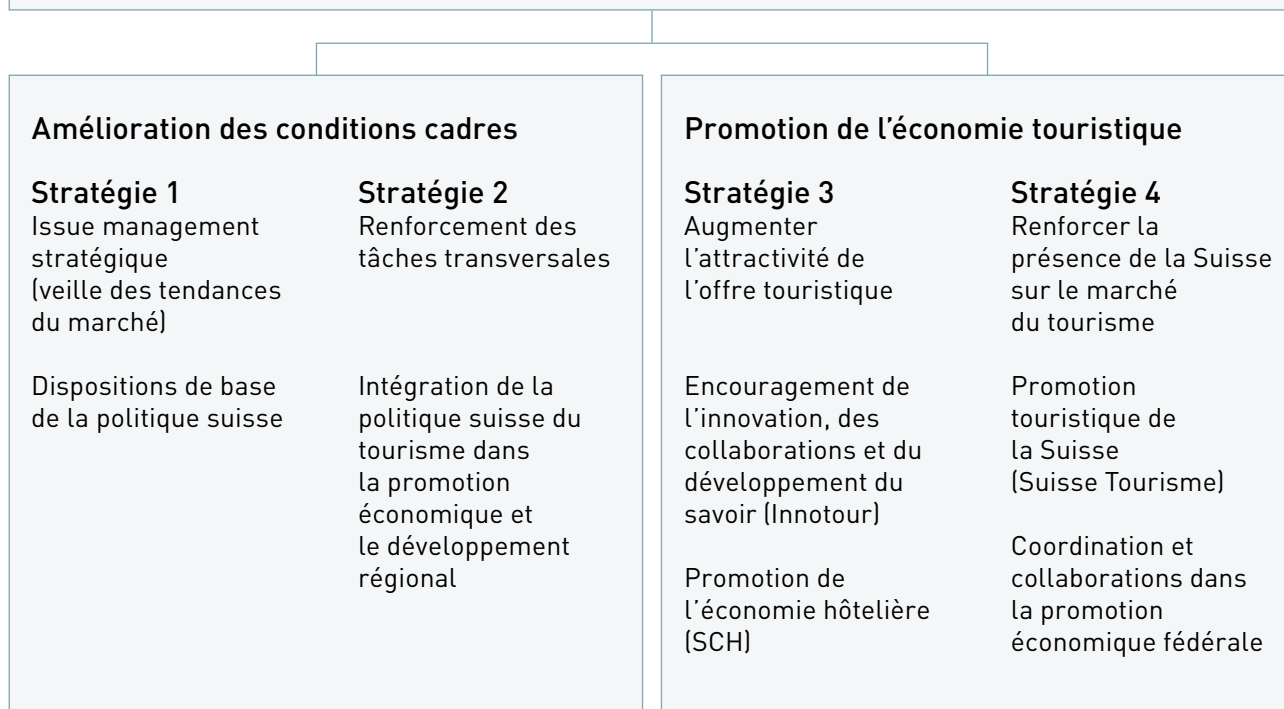 Amélioration des conditions cadres
Stratégie 1
Issue management
stratégique
(veille des tendances
du marché)
Dispositions de base
de la politique suisse
Stratégie 2
Renforcement des
tâches transversales
Intégration de la
politique suisse du
tourisme dans
la promotion
économique et
le développement
régional
Promotion de l’économie touristique
Stratégie 3
Augmenter
l’attractivité de
l’offre touristique
Encouragement de
l’innovation, des
collaborations et du
développement du
savoir (Innotour)
Promotion de
l’économie hôtelière
(SCH)
Stratégie 4
Renforcer la
présence de la Suisse
sur le marché
du tourisme
Promotion
touristique de
la Suisse
(Suisse Tourisme)
Coordination et
collaborations dans
la promotion
économique fédérale